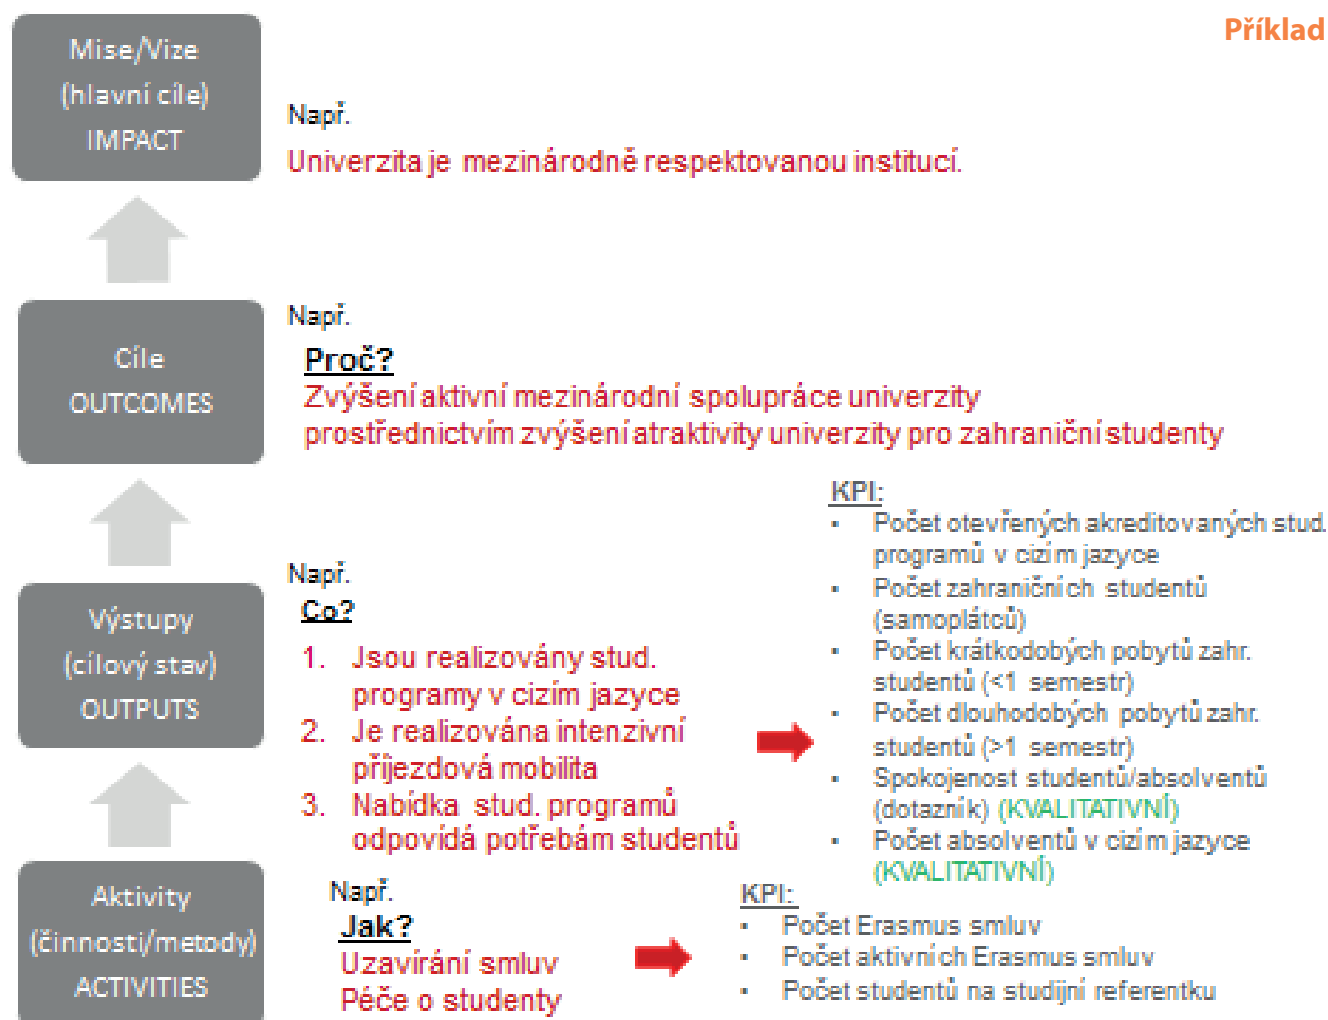 Příklad
Mise/Vize
(hlavní cíle)
IMPACT
Např.
Univerzita je mezinárodně respektovanou institucí.
Cíle
OUTCOMES
Např.
Proč?
Zvýšení aktivní mezinárodní spolupráce univerzity
prostřednictvím zvýšení atraktivity univerzity pro zahraniční studenty
Výstupy
(cílový stav)
OUTPUTS
Např.
Co?
1. Jsou realizovány stud.
programy v cizím jazyce
2. Je realizována intenzivní
příjezdová mobilita
3. Nabídka stud. programů
odpovídá potřebám studentů
KPI:
▪ Počet otevřených akreditovaných stud.
programů v cizím jazyce
▪ Počet zahraničních studentů
(samoplátců)
▪ Počet krátkodobých pobytů zahr.
studentů (<1 semestr)
▪ Počet dlouhodobých pobytů zahr.
studentů (>1 semestr)
▪ Spokojenost studentů/absolventů
(dotazník) (KVALITATIVNÍ)
▪ Počet absolventů v cizím jazyce
(KVALITATIVNÍ)
Aktivity
(činnosti/metody)
ACTIVITIES
Např.
Jak?
Uzavírání smluv
Péče o studenty
KPI:
▪ Počet Erasmus smluv
▪ Počet aktivních Erasmus smluv
▪ Počet studentů na studijní referentku